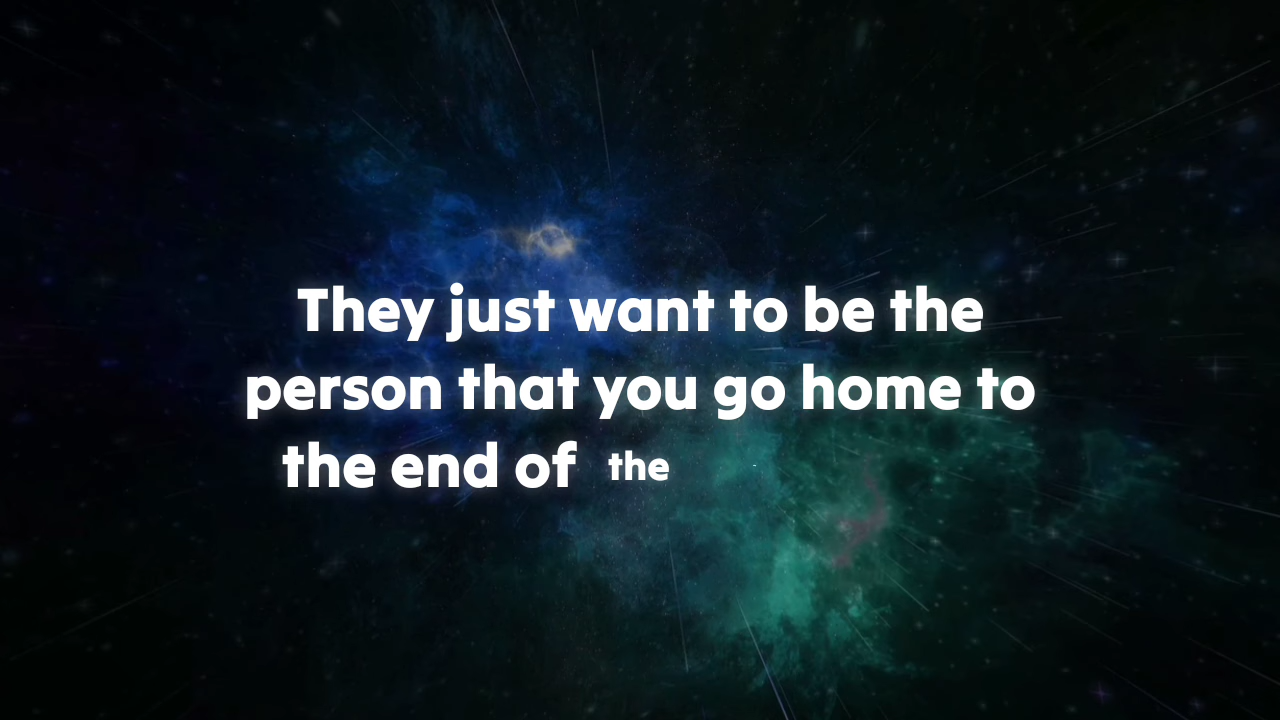 They just want to be the
person that you go home to
the end of the